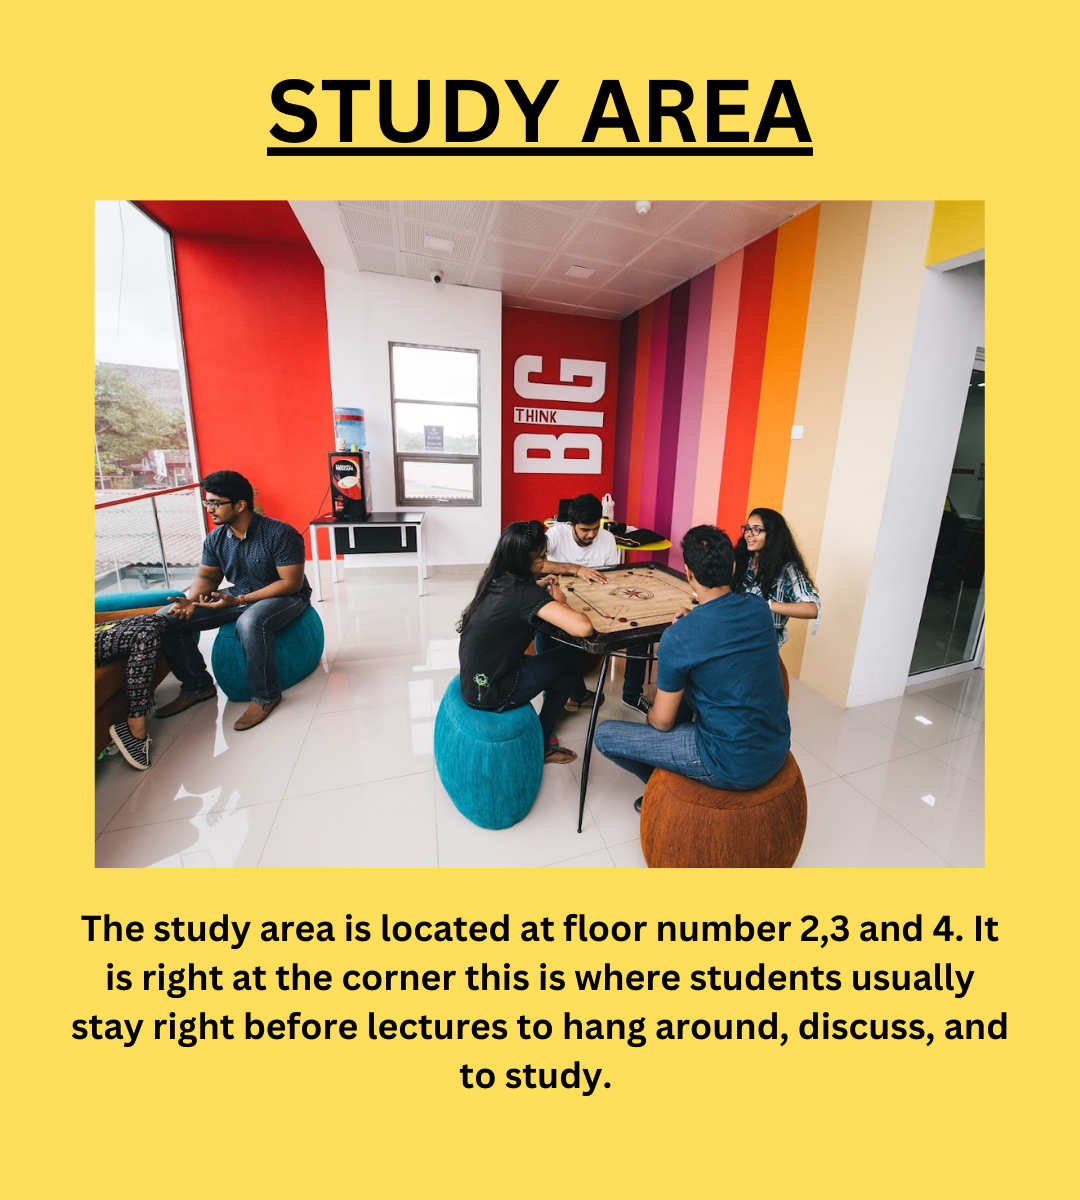 STUDY AREA
BIG
THINK
NESCAFÉ
The study area is located at floor number 2,3 and 4. It
is right at the corner this is where students usually
stay right before lectures to hang around, discuss, and
to study.